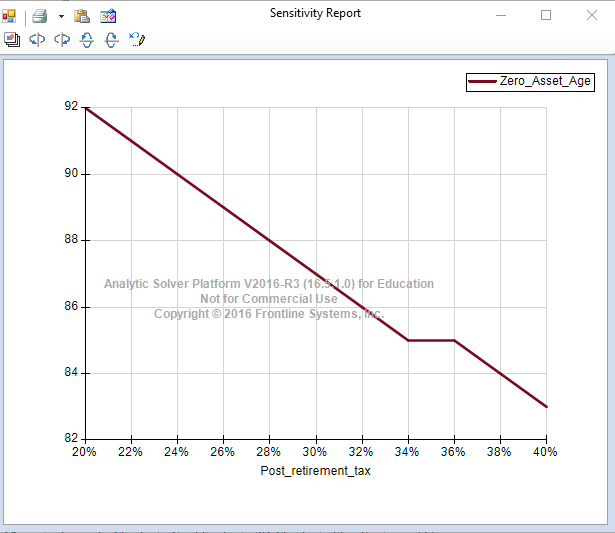 Sensitivity Report
Zero_Asset_Age
92
90
88
86
84
82
Analytic Solver Platform V2016-R3 (16.5.1.0) for Education
Not for Commercial Use
Copyright © 2016 Frontline Systems, Inc.
20% 22% 24% 26% 28% 30% 32% 34% 36% 38% 40%
Post_retirement_tax